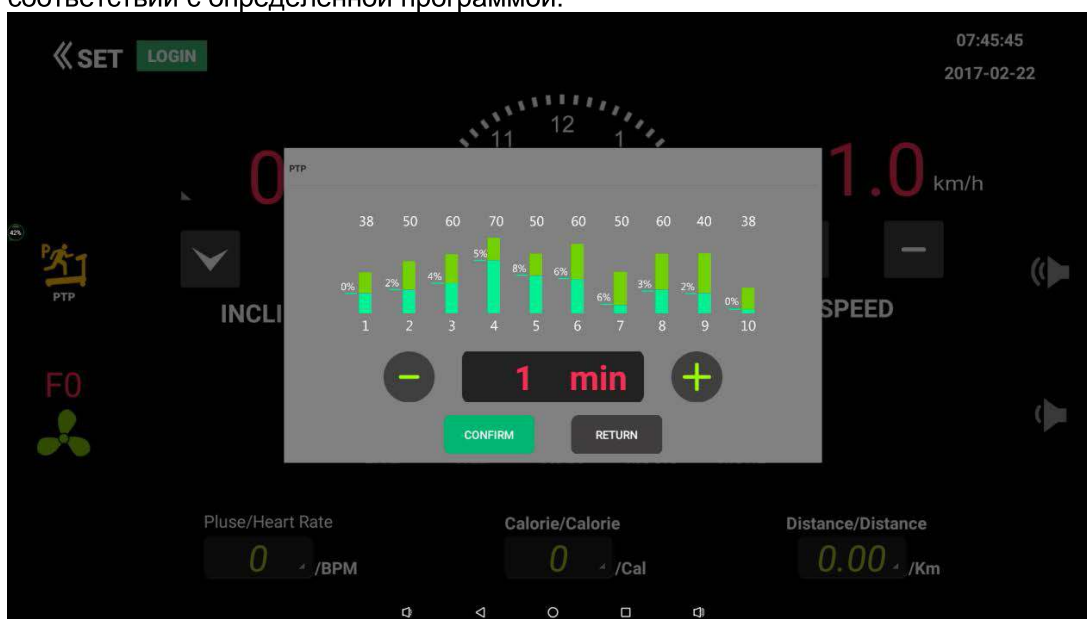 соответствии с определенной программой.
SET LOGIN
07:45:45
2017-02-22
11 12 1
0
1.0 km/h
PTP
38 50 60 70 50 60 50 60 40 38
0% 2% 4% 5% 8% 6% 6% 3% 2% 0%
1 2 3 4 5 6 7 8 9 10
42%
P
PTP
INCLI
SPEED
− 1 min +
F0
CONFIRM RETURN
Pluse/Heart Rate Calorie/Calorie Distance/Distance
0 /BPM 0 /Cal 0.00 /Km